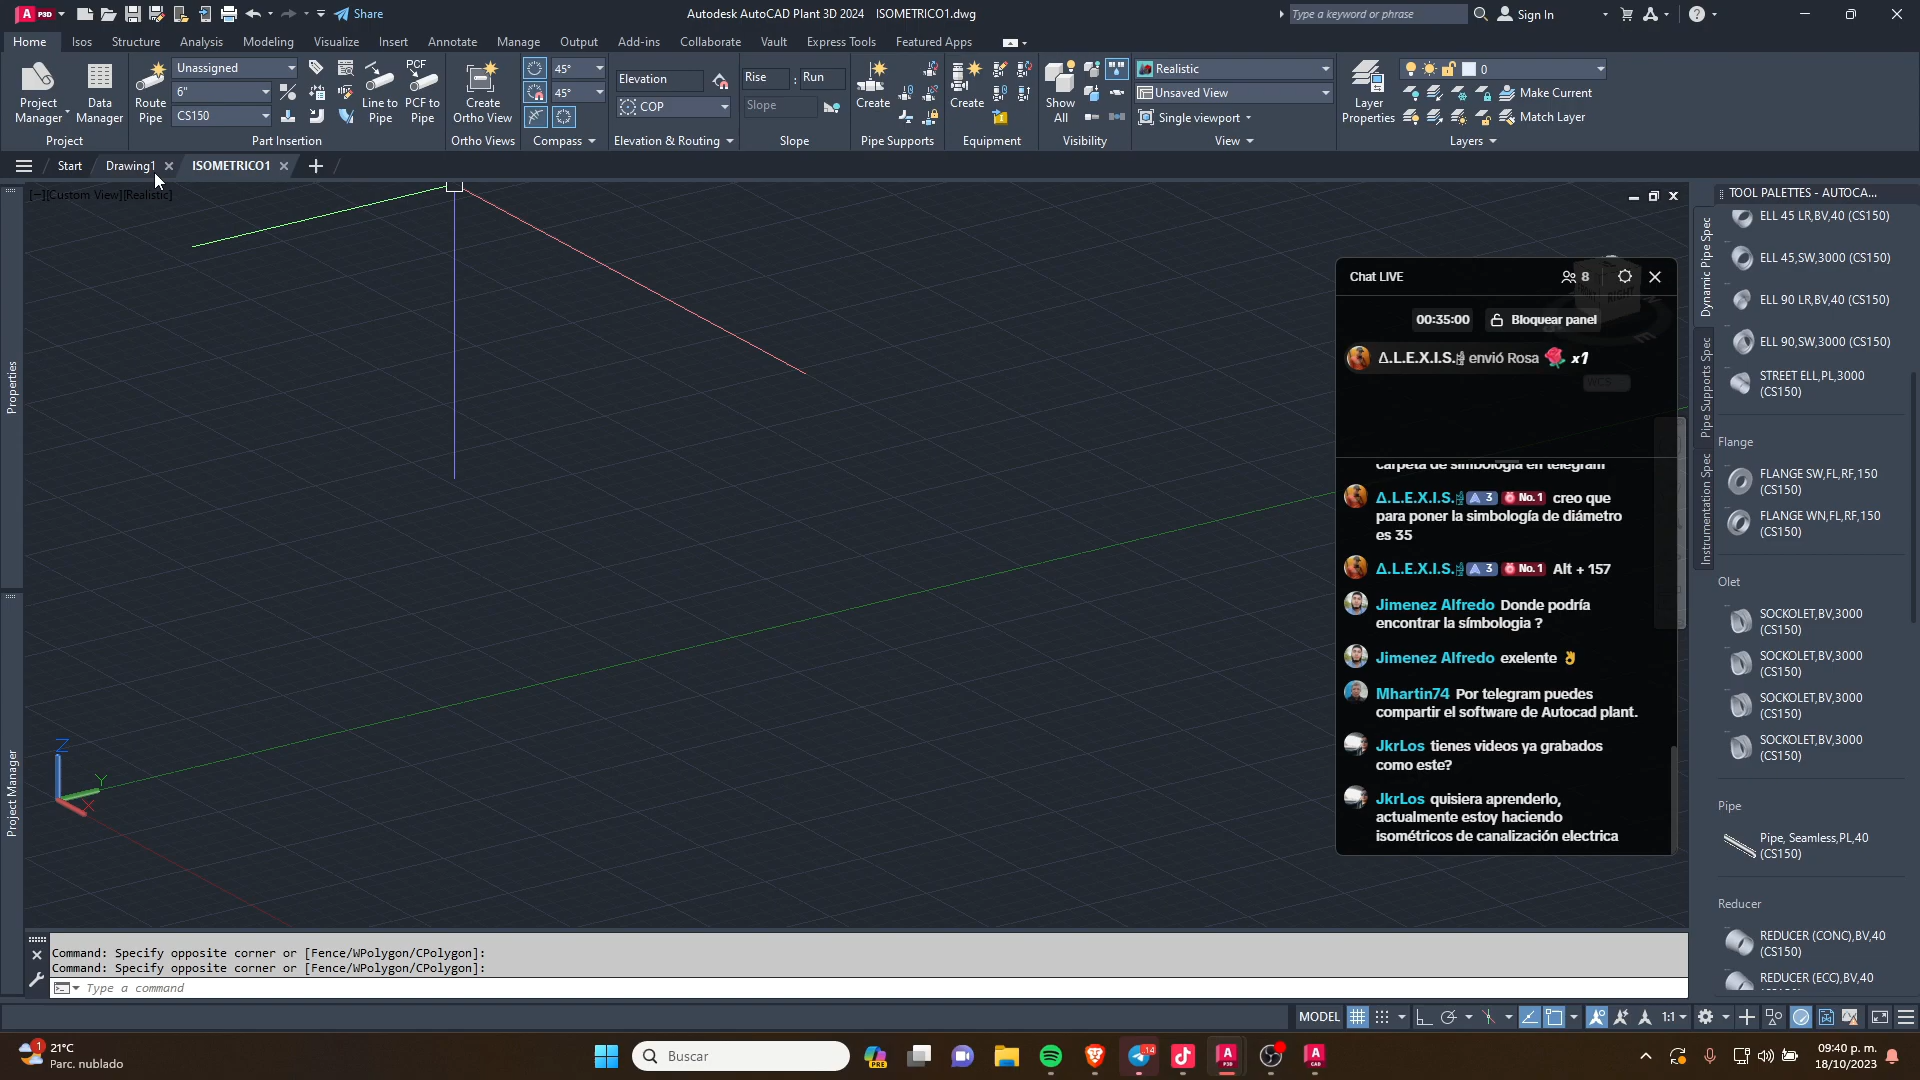 P3D
Share
Autodesk AutoCAD Plant 3D 2024 ISOMETRICO1.dwg
Type a keyword or phrase
Sign In
Home Isos Structure Analysis Modeling Visualize Insert Annotate Manage Output Add-ins Collaborate Vault Express Tools Featured Apps
Project Manager
Data Manager
Route Pipe
Unassigned
6"
CS150
Line to Pipe
PCF
PCF to Pipe
Create Ortho View
45°
45°
Elevation
COP
Rise : Run
Slope
Create
Create
Show All
Realistic
Unsaved View
Single viewport
Layer Properties
0
Make Current
Match Layer
Project
Part Insertion
Ortho Views
Compass
Elevation & Routing
Slope
Pipe Supports
Equipment
Visibility
View
Layers
Start
Drawing1
ISOMETRICO1
[−][Custom View][Realistic]
Properties
Project Manager
Z
Y
X
Chat LIVE
8
00:35:00
Bloquear panel
Δ.L.E.X.I.S. envió Rosa x1
RIGHT
WCS
carpeta de simbología en telegram
Δ.L.E.X.I.S. 3 No. 1 creo que
para poner la simbología de diámetro
es 35
Δ.L.E.X.I.S. 3 No. 1 Alt + 157
Jimenez Alfredo Donde podría
encontrar la símbologia ?
Jimenez Alfredo exelente 👌
Mhartin74 Por telegram puedes
compartir el software de Autocad plant.
JkrLos tienes videos ya grabados
como este?
JkrLos quisiera aprenderlo,
actualmente estoy haciendo
isométricos de canalización electrica
TOOL PALETTES - AUTOCA...
Dynamic Pipe Spec
Pipe Supports Spec
Instrumentation Spec
ELL 45 LR,BV,40 (CS150)
ELL 45,SW,3000 (CS150)
ELL 90 LR,BV,40 (CS150)
ELL 90,SW,3000 (CS150)
STREET ELL,PL,3000
(CS150)
Flange
FLANGE SW,FL,RF,150
(CS150)
FLANGE WN,FL,RF,150
(CS150)
Olet
SOCKOLET,BV,3000
(CS150)
SOCKOLET,BV,3000
(CS150)
SOCKOLET,BV,3000
(CS150)
SOCKOLET,BV,3000
(CS150)
Pipe
Pipe, Seamless,PL,40
(CS150)
Reducer
REDUCER (CONC),BV,40
(CS150)
REDUCER (ECC),BV,40
Command: Specify opposite corner or [Fence/WPolygon/CPolygon]:
Command: Specify opposite corner or [Fence/WPolygon/CPolygon]:
Type a command
MODEL
1:1
1
21°C
Parc. nublado
Buscar
PRE
14
P3D
CAD
09:40 p. m.
18/10/2023